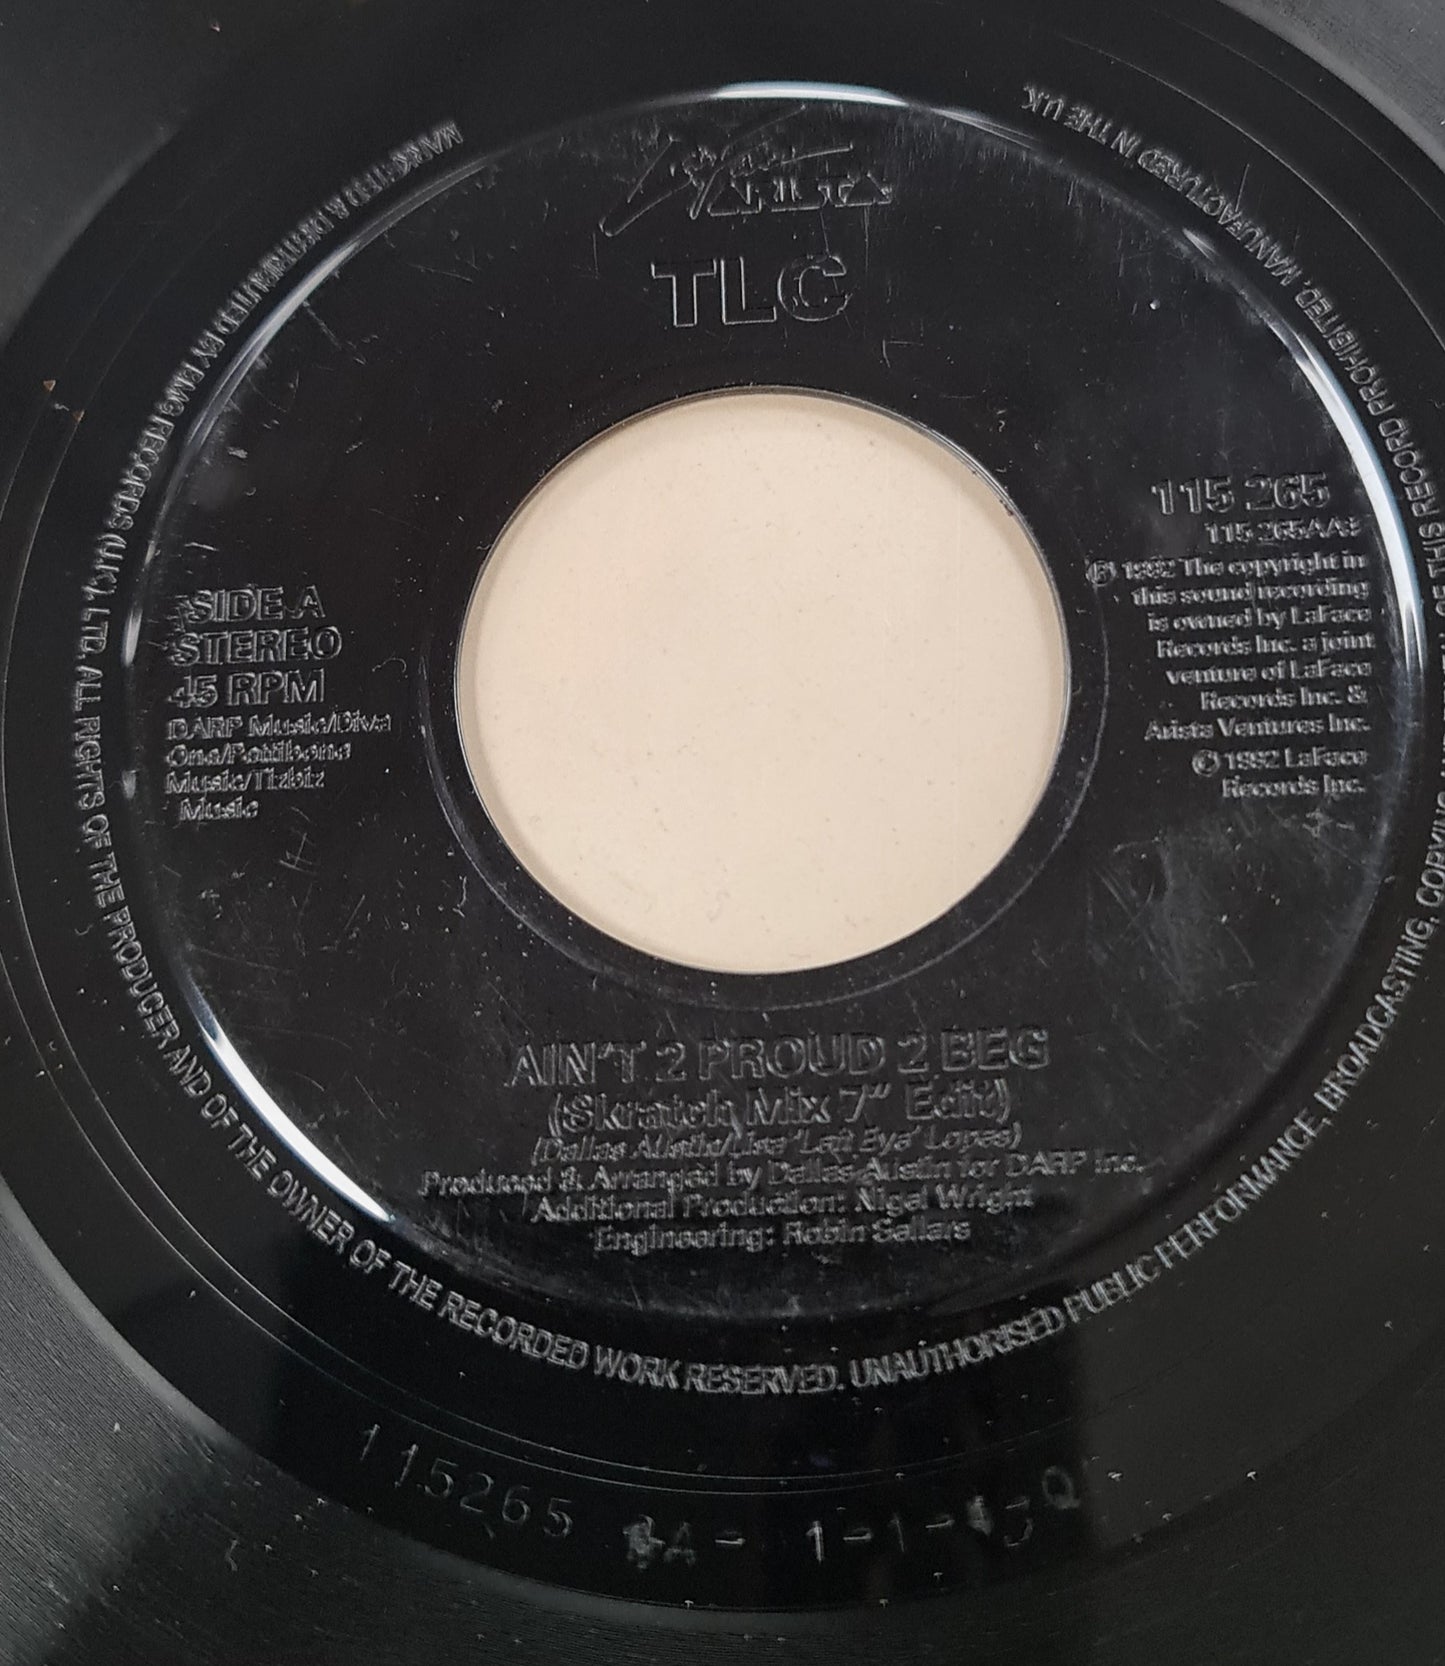 LaFace
ARISTA
TLC
115 265
115 265AA
℗ 1992 The copyright in
this sound recording
is owned by LaFace
Records Inc. a joint
venture of LaFace
Records Inc. &
Arista Ventures Inc.
© 1992 LaFace
Records Inc.
SIDE A
STEREO
45 RPM
DARP Music/Diva
One/Pottibone
Music/Tizbiz
Music
AIN'T 2 PROUD 2 BEG
(Skratch Mix 7" Edit)
(Dallas Austin/Lisa 'Left Eye' Lopes)
Produced & Arranged by Dallas Austin for DARP Inc.
Additional Production: Nigel Wright
Engineering: Robin Sellars
MARKETED & DISTRIBUTED BY BMG RECORDS (U.K.) LTD. ALL RIGHTS OF THE PRODUCER AND OF THE OWNER OF THE RECORDED WORK RESERVED. UNAUTHORISED PUBLIC PERFORMANCE, BROADCASTING, COPYING, OF THIS RECORD PROHIBITED, MANUFACTURED IN THE U.K.
115265 A- 1-1-